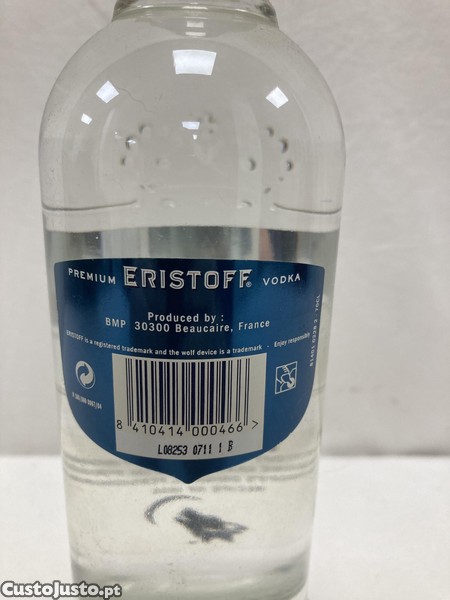 PREMIUM ERISTOFF® VODKA
Produced by :
BMP 30300 Beaucaire, France
ERISTOFF is a registered trademark and the wolf device is a trademark - Enjoy responsibly
70CL
8 410414 000466 >
L08253 0711 1 B
CustoJusto.pt